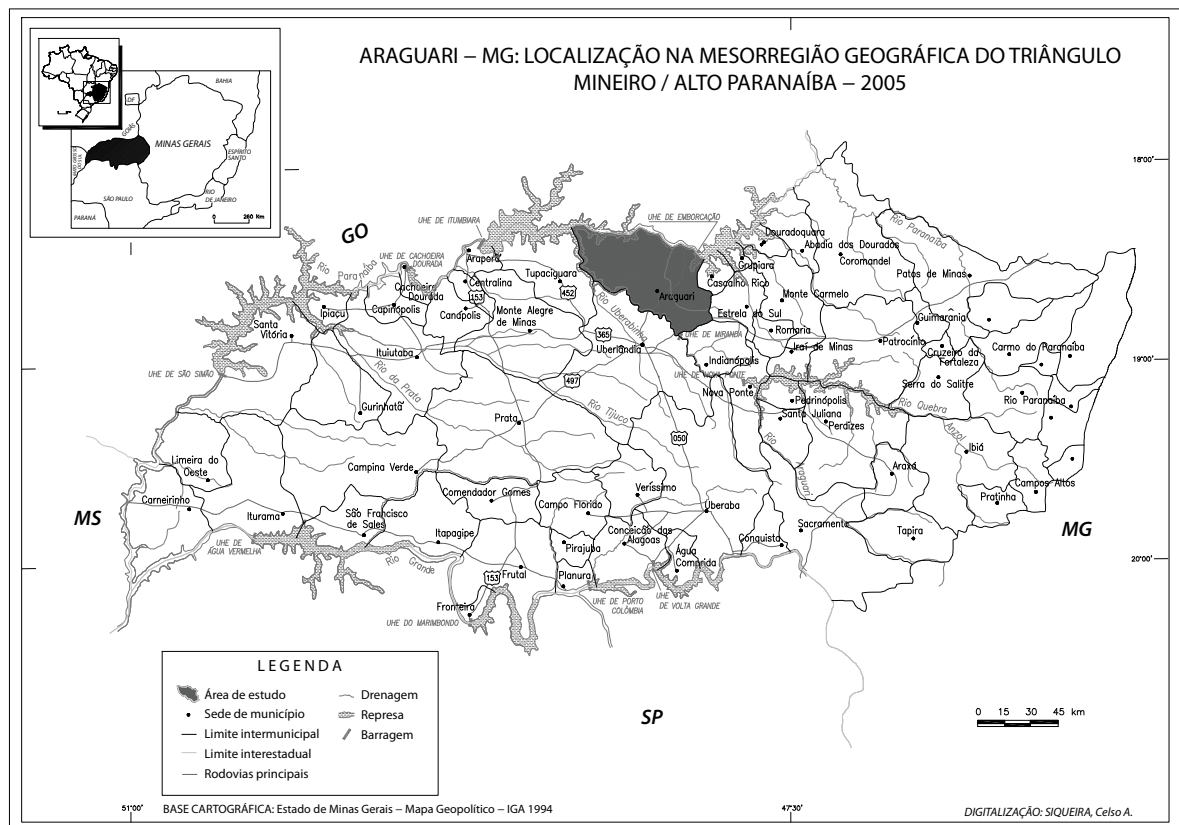 ARAGUARI – MG: LOCALIZAÇÃO NA MESORREGIÃO GEOGRÁFICA DO TRIÂNGULO
MINEIRO / ALTO PARANAÍBA – 2005
BAHIA
DF
GOIÁS
MINAS GERAIS
ESPÍRITO
SANTO
SÃO PAULO
RIO
DE JANEIRO
PARANÁ
0 260 Km
18°00'
19°00'
20°00'
51°00'
47°30'
GO
MS
MG
SP
UHE DE ITUMBIARA
UHE DE EMBORCAÇÃO
UHE DE CACHOEIRA
DOURADA
UHE DE MIRANDA
UHE DE NOVA PONTE
UHE DE SÃO SIMÃO
UHE DE
ÁGUA VERMELHA
UHE DO MARIMBONDO
UHE DE PORTO
COLÔMBIA
UHE
DE VOLTA GRANDE
Rio Paranaíba
Rio Paranaíba
Rio Uberabinha
Rio da Prata
Rio Tijuco
Rio Araguari
Rio Quebra
Anzol
Rio Grande
Douradoquara
Abadia dos Dourados
Coromandel
Grupiara
Cascalho Rico
Patos de Minas
Monte Carmelo
Estrela do Sul
Romaria
Guimarânia
Iraí de Minas
Patrocínio
Cruzeiro da
Fortaleza
Carmo do Paranaíba
Serra do Salitre
Rio Paranaíba
Araporã
Centralina
Tupaciguara
Araguari
Cachoeira
Dourada
Capinópolis
Canápolis
Monte Alegre
de Minas
Ipiaçu
Santa
Vitória
Ituiutaba
Uberlândia
Indianópolis
Nova Ponte
Pedrinópolis
Santa Juliana
Perdizes
Gurinhatã
Prata
Ibiá
Araxá
Campos Altos
Pratinha
Limeira do
Oeste
Campina Verde
Carneirinho
Comendador Gomes
Veríssimo
Campo Florido
Uberaba
Iturama
São Francisco
de Sales
Itapagipe
Conceição das
Alagoas
Pirajuba
Água
Comprida
Conquista
Sacramento
Tapira
Frutal
Planura
Fronteira
153
452
365
497
050
153
LEGENDA
Área de estudo
Sede de município
Limite intermunicipal
Limite interestadual
Rodovias principais
Drenagem
Represa
Barragem
0 15 30 45 km
BASE CARTOGRÁFICA: Estado de Minas Gerais – Mapa Geopolítico – IGA 1994
DIGITALIZAÇÃO: SIQUEIRA, Celso A.